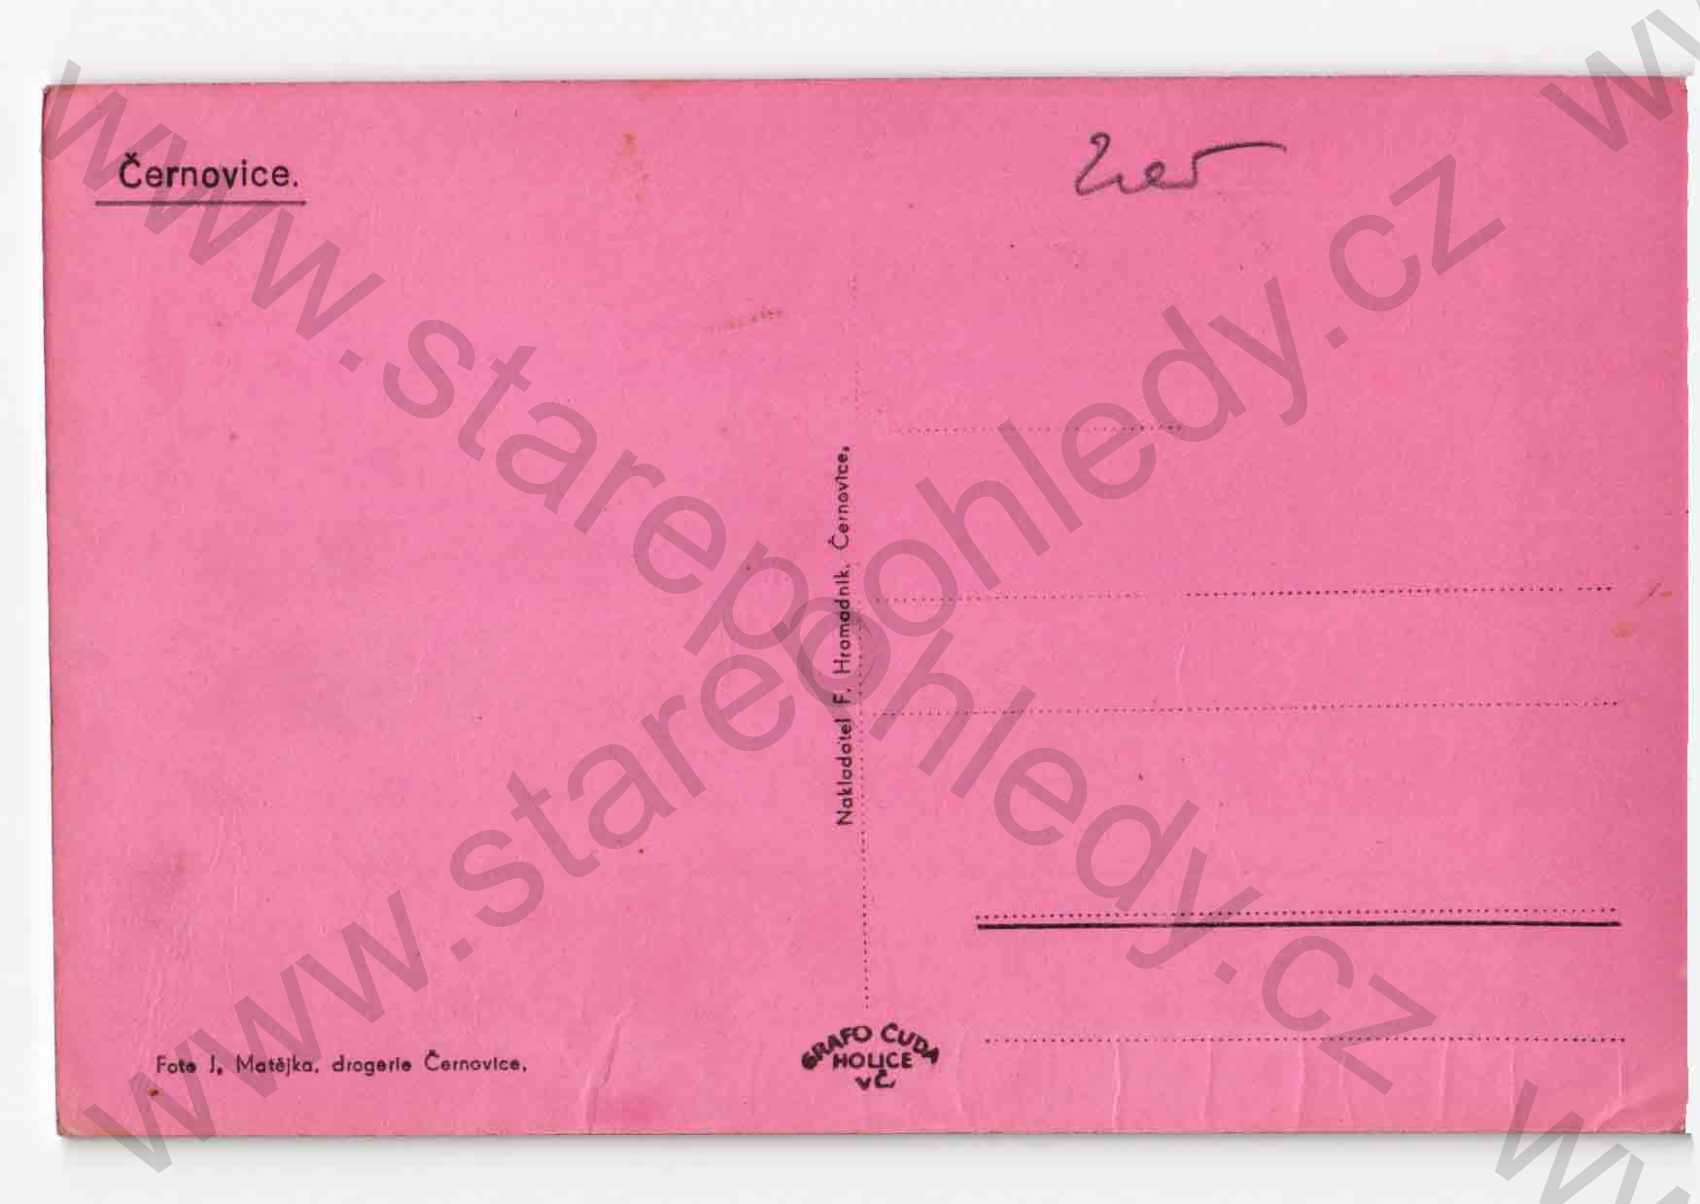 Černovice.
Nakladatel F. Hromadník, Černovice,
Foto J, Matějka, drogerie Černovice,
GRAFO ČUDA
HOLICE
VČ
www.starepohledy.cz
www.starepohledy.cz